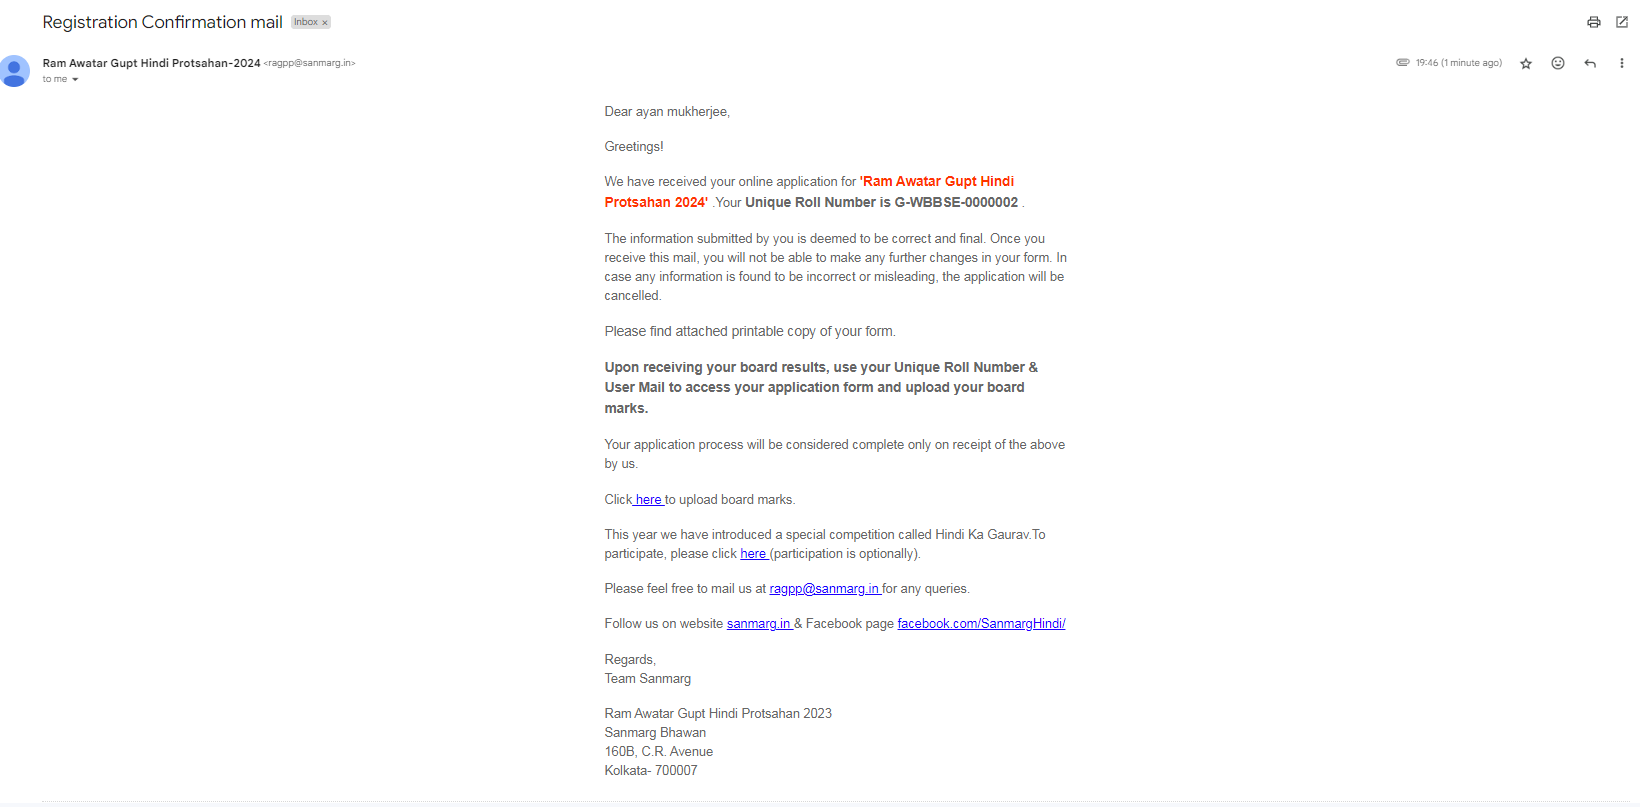 Registration Confirmation mail Inbox x
Ram Awatar Gupt Hindi Protsahan-2024 <ragpp@sanmarg.in> 19:46 (1 minute ago)
to me
Dear ayan mukherjee,
Greetings!
We have received your online application for 'Ram Awatar Gupt Hindi
Protsahan 2024' .Your Unique Roll Number is G-WBBSE-0000002 .
The information submitted by you is deemed to be correct and final. Once you
receive this mail, you will not be able to make any further changes in your form. In
case any information is found to be incorrect or misleading, the application will be
cancelled.
Please find attached printable copy of your form.
Upon receiving your board results, use your Unique Roll Number &
User Mail to access your application form and upload your board
marks.
Your application process will be considered complete only on receipt of the above
by us.
Click here to upload board marks.
This year we have introduced a special competition called Hindi Ka Gaurav.To
participate, please click here (participation is optionally).
Please feel free to mail us at ragpp@sanmarg.in for any queries.
Follow us on website sanmarg.in & Facebook page facebook.com/SanmargHindi/
Regards,
Team Sanmarg
Ram Awatar Gupt Hindi Protsahan 2023
Sanmarg Bhawan
160B, C.R. Avenue
Kolkata- 700007